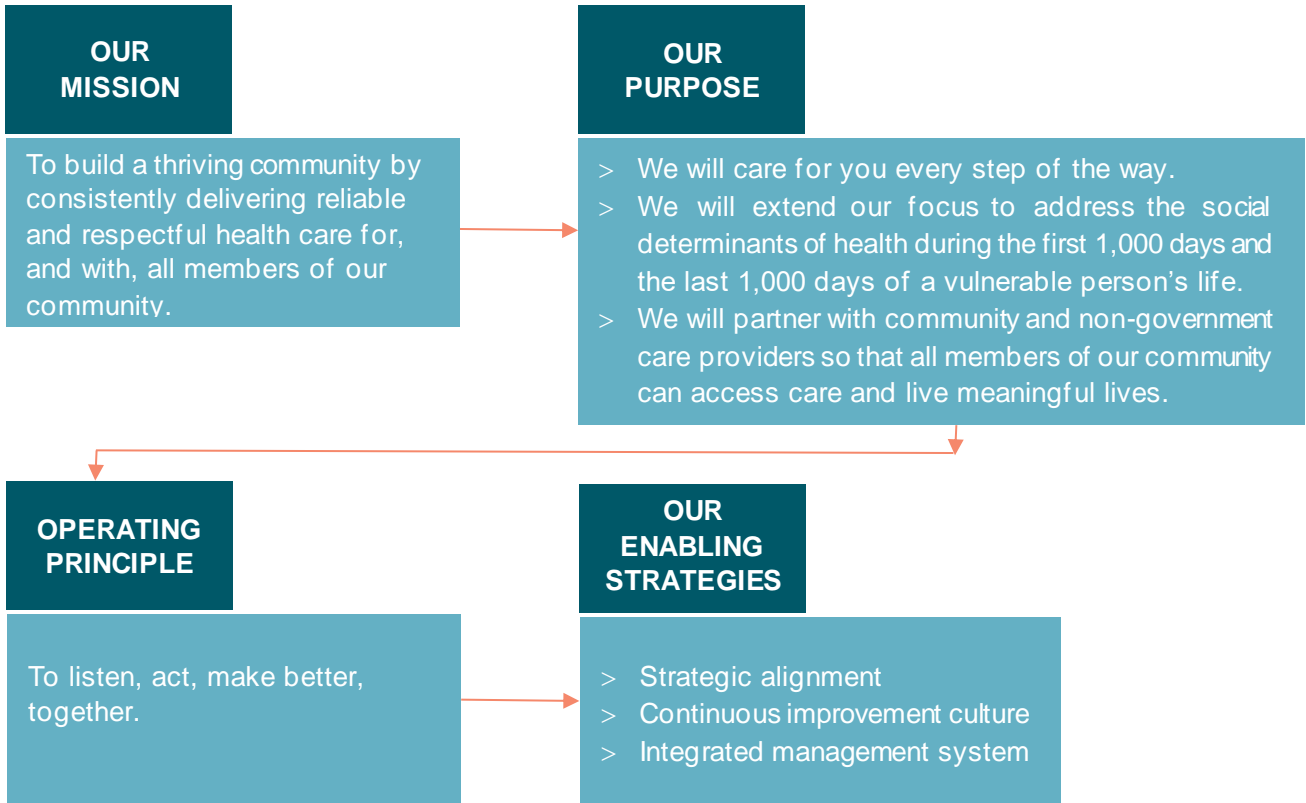 OUR
MISSION
To build a thriving community by
consistently delivering reliable
and respectful health care for,
and with, all members of our
community.
OUR
PURPOSE
> We will care for you every step of the way.
> We will extend our focus to address the social
determinants of health during the first 1,000 days and
the last 1,000 days of a vulnerable person's life.
> We will partner with community and non-government
care providers so that all members of our community
can access care and live meaningful lives.
OPERATING
PRINCIPLE
To listen, act, make better,
together.
OUR
ENABLING
STRATEGIES
> Strategic alignment
> Continuous improvement culture
> Integrated management system